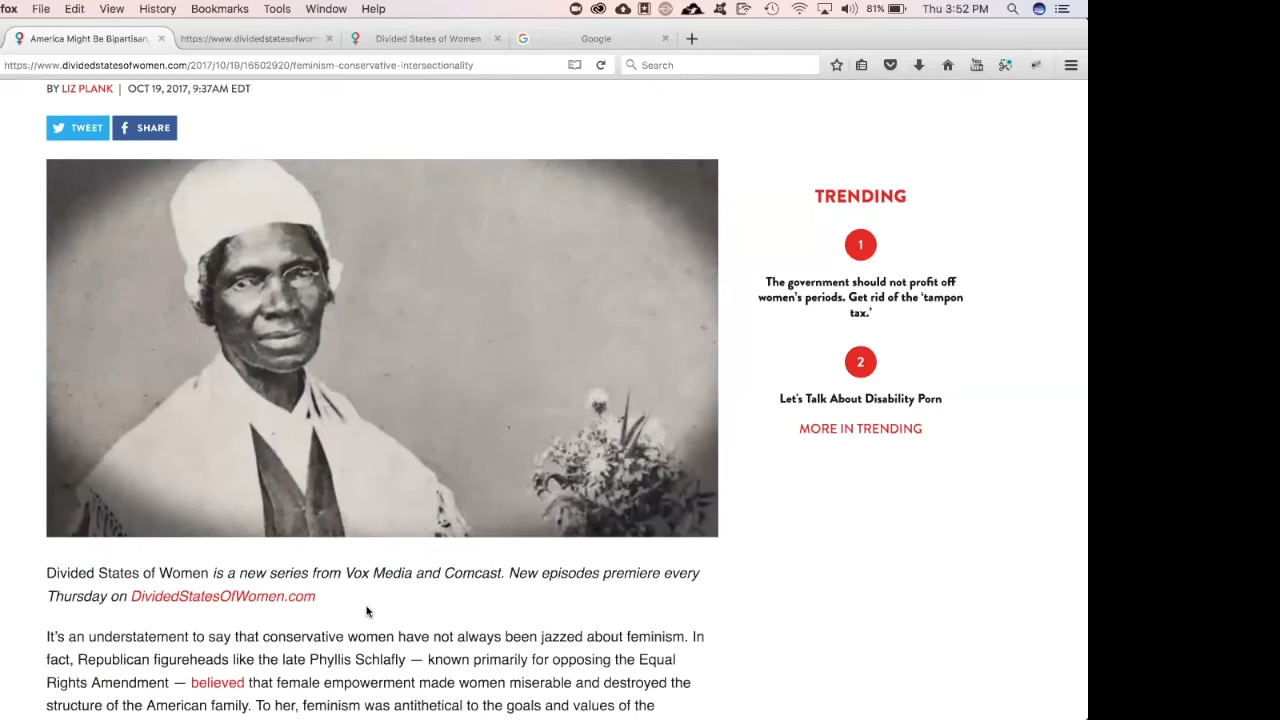 fox File Edit View History Bookmarks Tools Window Help 81% Thu 3:52 PM
America Might Be Bipartisan, https://www.dividedstatesofwom Divided States of Women Google
https://www.dividedstatesofwomen.com/2017/10/19/16502920/feminism-conservative-intersectionality Search
BY LIZ PLANK | OCT 19, 2017, 9:37AM EDT
TWEET SHARE
TRENDING
1
The government should not profit off
women's periods. Get rid of the 'tampon
tax.'
2
Let's Talk About Disability Porn
MORE IN TRENDING
Divided States of Women is a new series from Vox Media and Comcast. New episodes premiere every
Thursday on DividedStatesOfWomen.com
It's an understatement to say that conservative women have not always been jazzed about feminism. In
fact, Republican figureheads like the late Phyllis Schlafly — known primarily for opposing the Equal
Rights Amendment — believed that female empowerment made women miserable and destroyed the
structure of the American family. To her, feminism was antithetical to the goals and values of the